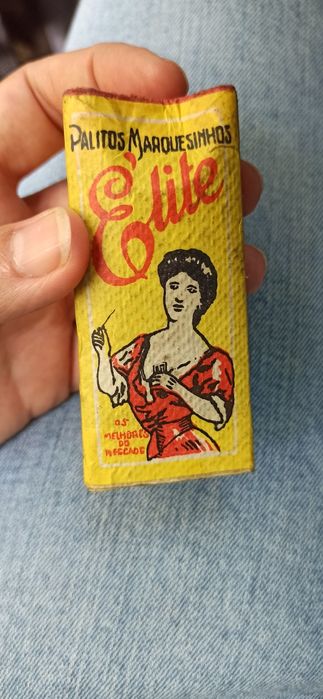 PALITOS MARQUESINHOS
Élite
OS
MELHORES
DO
MERCADO